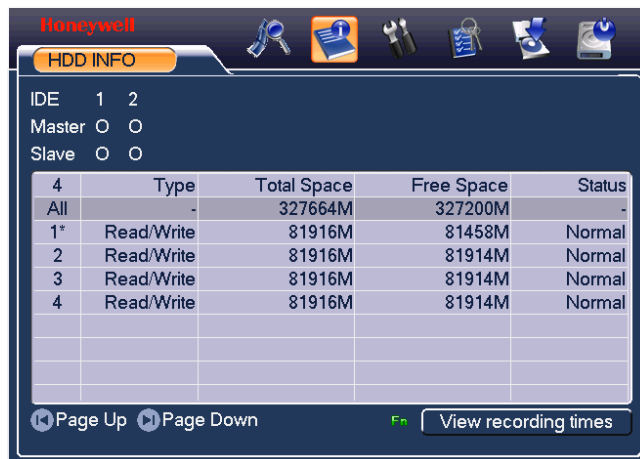 Honeywell
HDD INFO
IDE 1 2
Master O O
Slave O O
4 Type Total Space Free Space Status
All - 327664M 327200M -
1* Read/Write 81916M 81458M Normal
2 Read/Write 81916M 81914M Normal
3 Read/Write 81916M 81914M Normal
4 Read/Write 81916M 81914M Normal
Page Up Page Down Fn View recording times